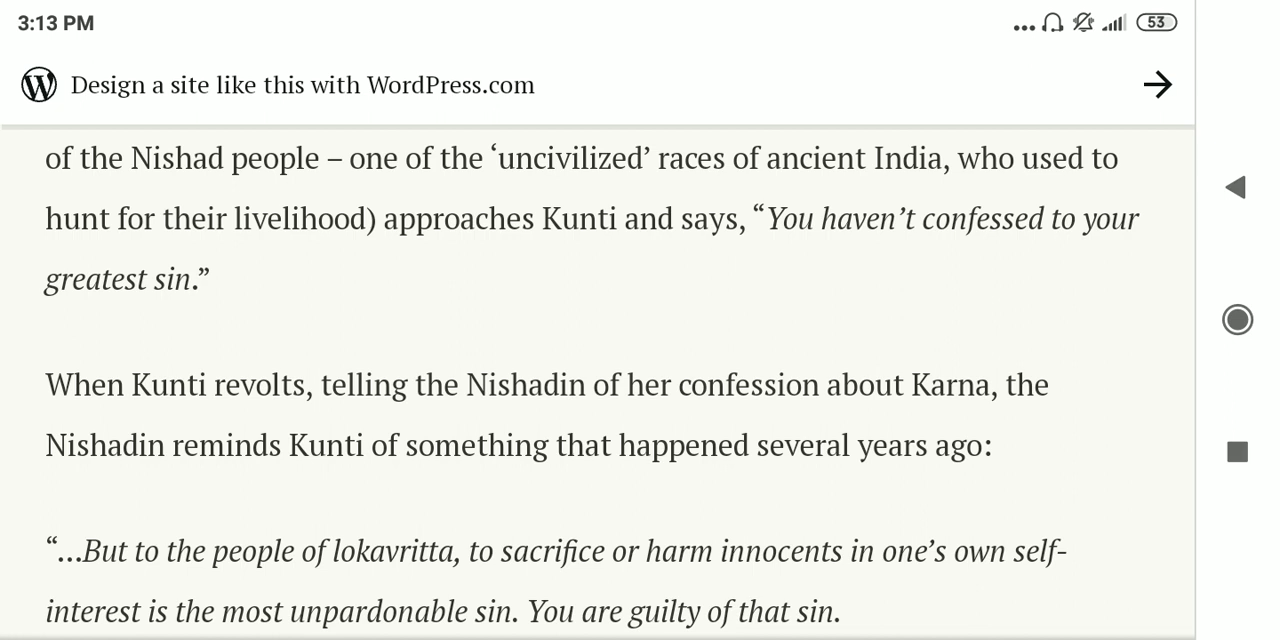 3:13 PM
53
Design a site like this with WordPress.com
of the Nishad people – one of the ‘uncivilized’ races of ancient India, who used to
hunt for their livelihood) approaches Kunti and says, “You haven’t confessed to your
greatest sin.”
When Kunti revolts, telling the Nishadin of her confession about Karna, the
Nishadin reminds Kunti of something that happened several years ago:
“…But to the people of lokavritta, to sacrifice or harm innocents in one’s own self-
interest is the most unpardonable sin. You are guilty of that sin.